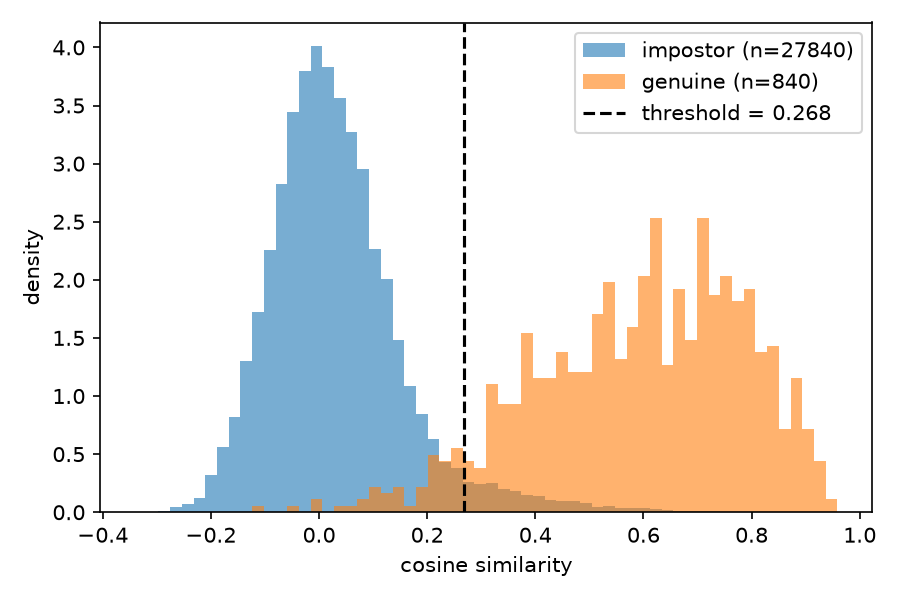 impostor (n=27840)
genuine (n=840)
threshold = 0.268
density
4.0
3.5
3.0
2.5
2.0
1.5
1.0
0.5
0.0
−0.4 −0.2 0.0 0.2 0.4 0.6 0.8 1.0
cosine similarity